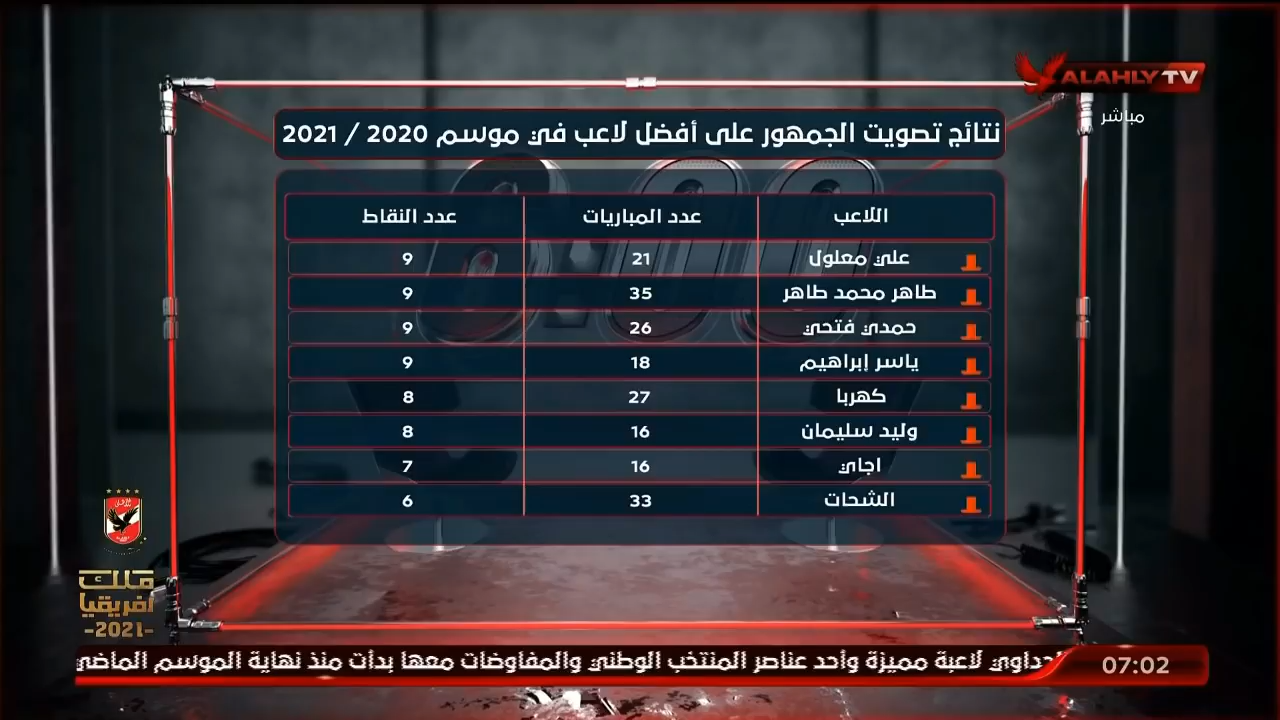 ALAHLY TV
مباشر
نتائج تصويت الجمهور على أفضل لاعب في موسم 2020 / 2021
اللاعب عدد المباريات عدد النقاط
علي معلول 21 9
طاهر محمد طاهر 35 9
حمدي فتحي 26 9
ياسر إبراهيم 18 9
كهربا 27 8
وليد سليمان 16 8
اجاي 16 7
الشحات 33 6
ملك
افريقيا
-2021-
لاعبة مميزة وأحد عناصر المنتخب الوطني والمفاوضات معها بدأت منذ نهاية الموسم الماضي
07:02